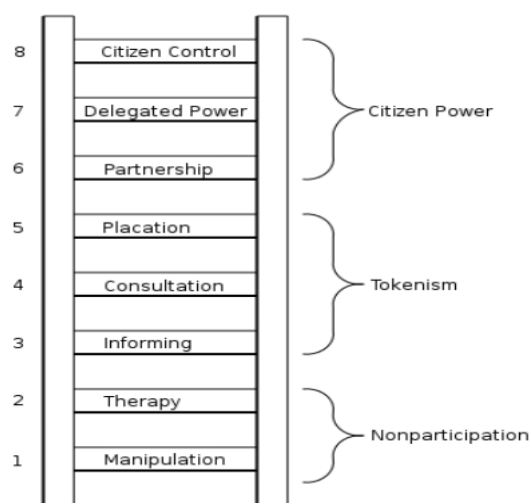 8 Citizen Control
7 Delegated Power
Citizen Power
6 Partnership
5 Placation
4 Consultation
Tokenism
3 Informing
2 Therapy
Nonparticipation
1 Manipulation